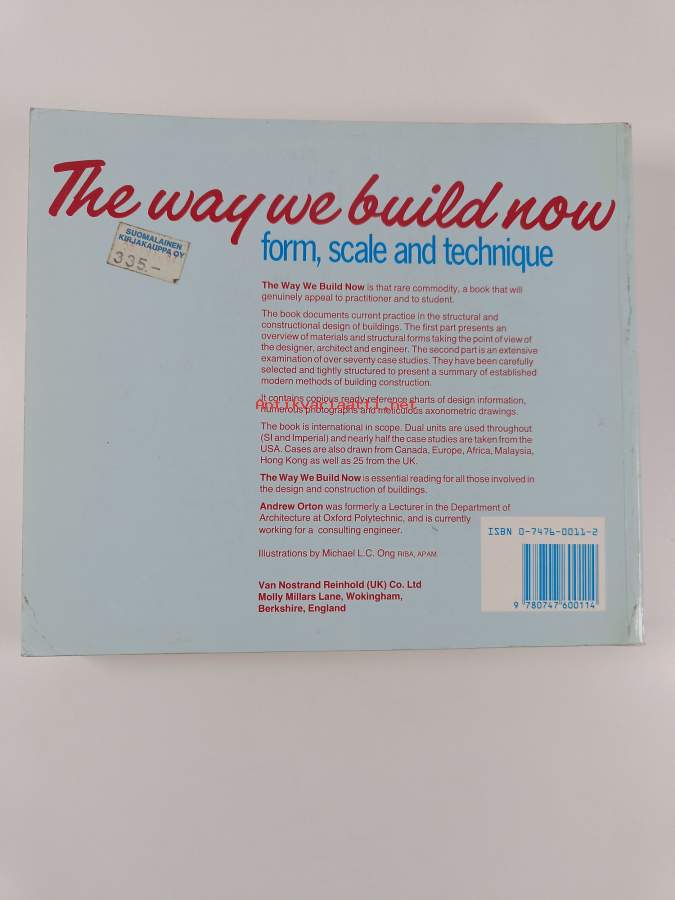 The way we build now
SUOMALAINEN
KIRJAKAUPPA OY
335.-
form, scale and technique
The Way We Build Now is that rare commodity, a book that will
genuinely appeal to practitioner and to student.
The book documents current practice in the structural and
constructional design of buildings. The first part presents an
overview of materials and structural forms taking the point of view of
the designer, architect and engineer. The second part is an extensive
examination of over seventy case studies. They have been carefully
selected and tightly structured to present a summary of established
modern methods of building construction.
It contains copious ready-reference charts of design information,
Antikvariaatti.net
numerous photographs and meticulous axonometric drawings.
The book is international in scope. Dual units are used throughout
(SI and Imperial) and nearly half the case studies are taken from the
USA. Cases are also drawn from Canada, Europe, Africa, Malaysia,
Hong Kong as well as 25 from the UK.
The Way We Build Now is essential reading for all those involved in
the design and construction of buildings.
Andrew Orton was formerly a Lecturer in the Department of
Architecture at Oxford Polytechnic, and is currently
working for a consulting engineer.
Illustrations by Michael L.C. Ong RIBA, APAM.
Van Nostrand Reinhold (UK) Co. Ltd
Molly Millars Lane, Wokingham,
Berkshire, England
ISBN 0-7476-0011-2
9 780747 600114